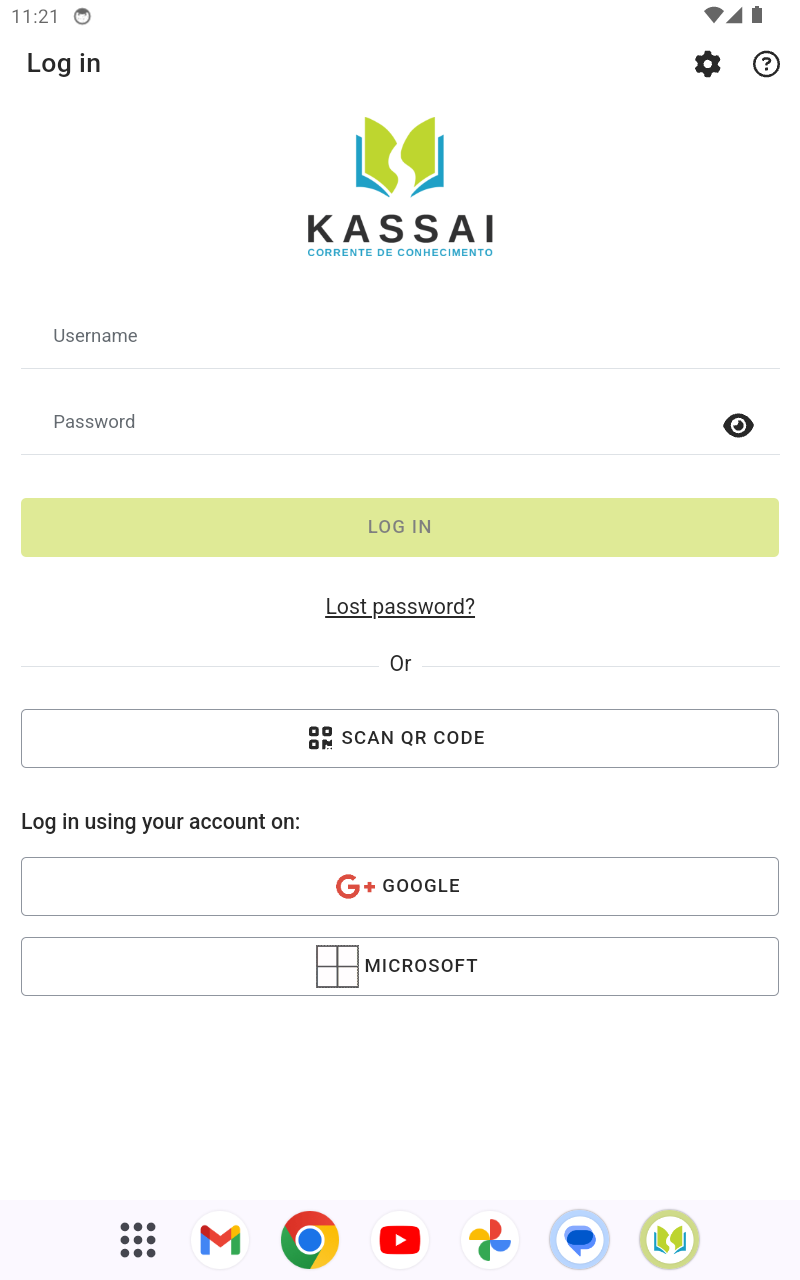 11:21
Log in
KASSAI
CORRENTE DE CONHECIMENTO
Username
Password
LOG IN
Lost password?
Or
SCAN QR CODE
Log in using your account on:
GOOGLE
MICROSOFT